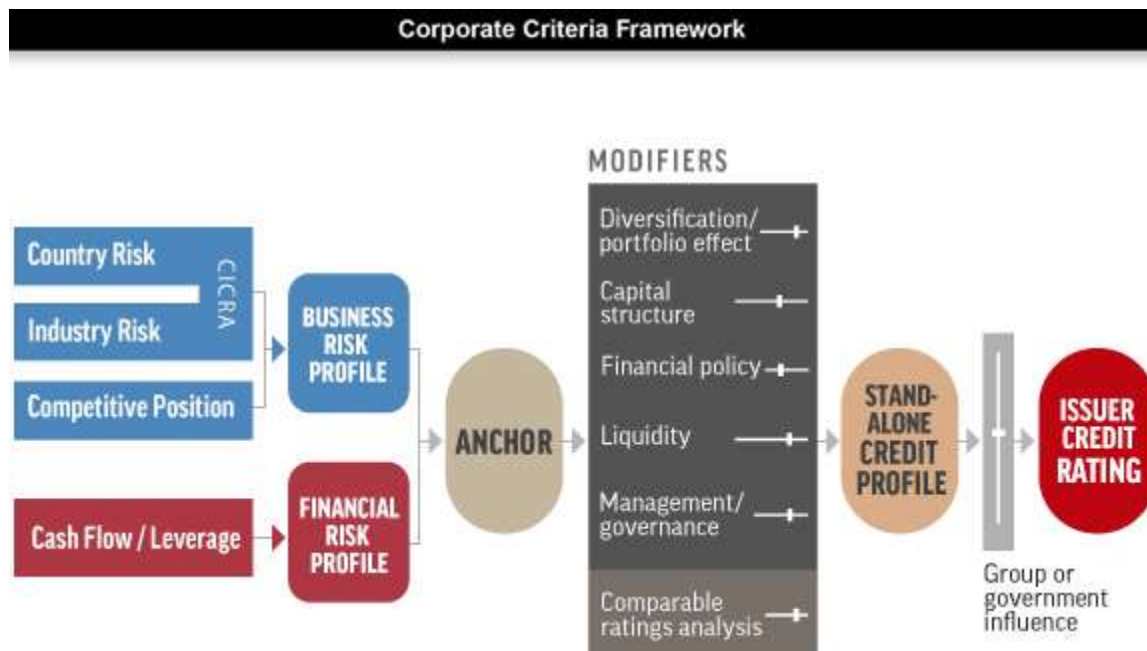 Corporate Criteria Framework
MODIFIERS
Country Risk
Industry Risk
CICRA
Competitive Position
Cash Flow / Leverage
BUSINESS
RISK
PROFILE
FINANCIAL
RISK
PROFILE
ANCHOR
Diversification/
portfolio effect
Capital
structure
Financial policy
Liquidity
Management/
governance
Comparable
ratings analysis
STAND-
ALONE
CREDIT
PROFILE
Group or
government
influence
ISSUER
CREDIT
RATING